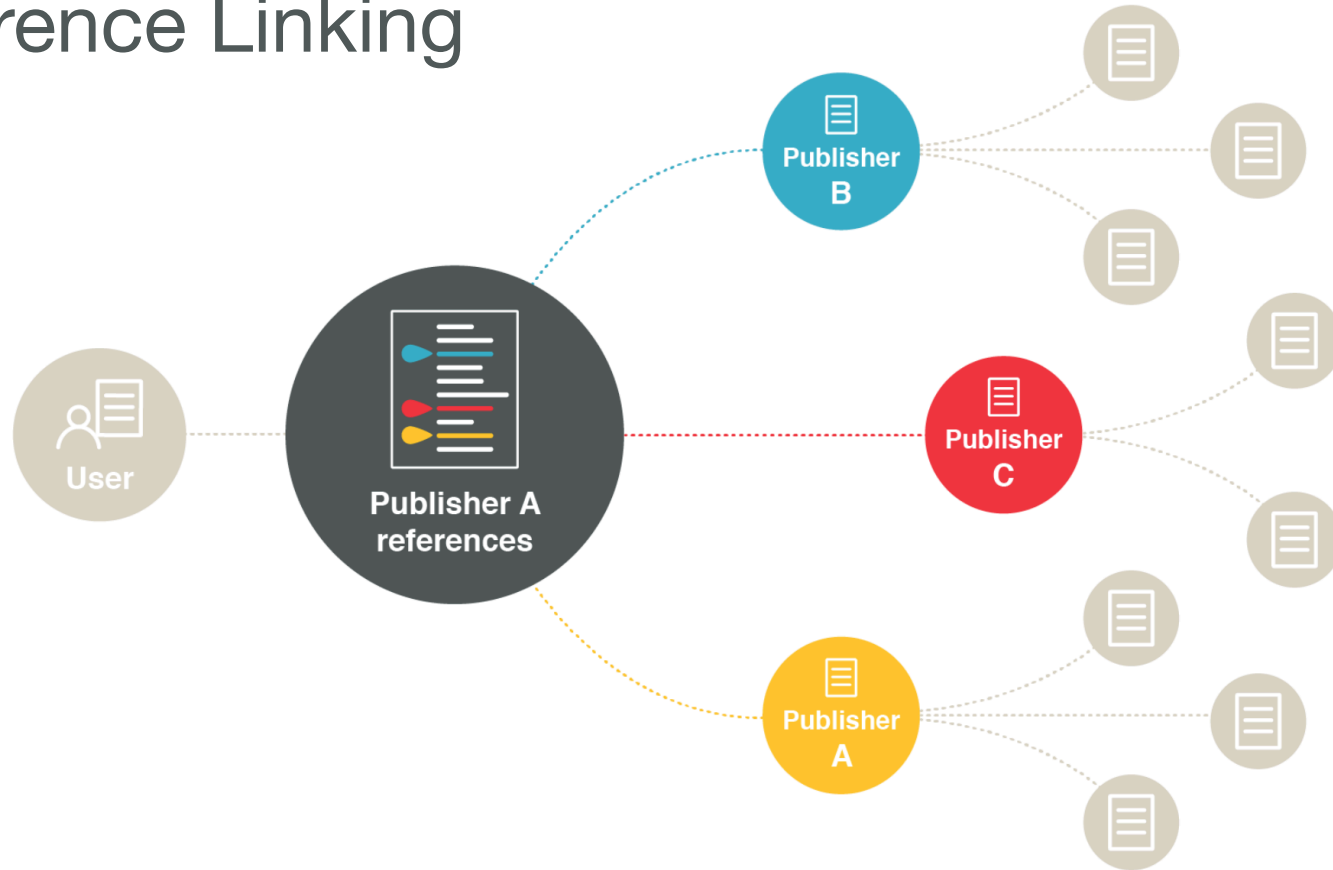 rence Linking
Publisher
B
User
Publisher A
references
Publisher
C
Publisher
A